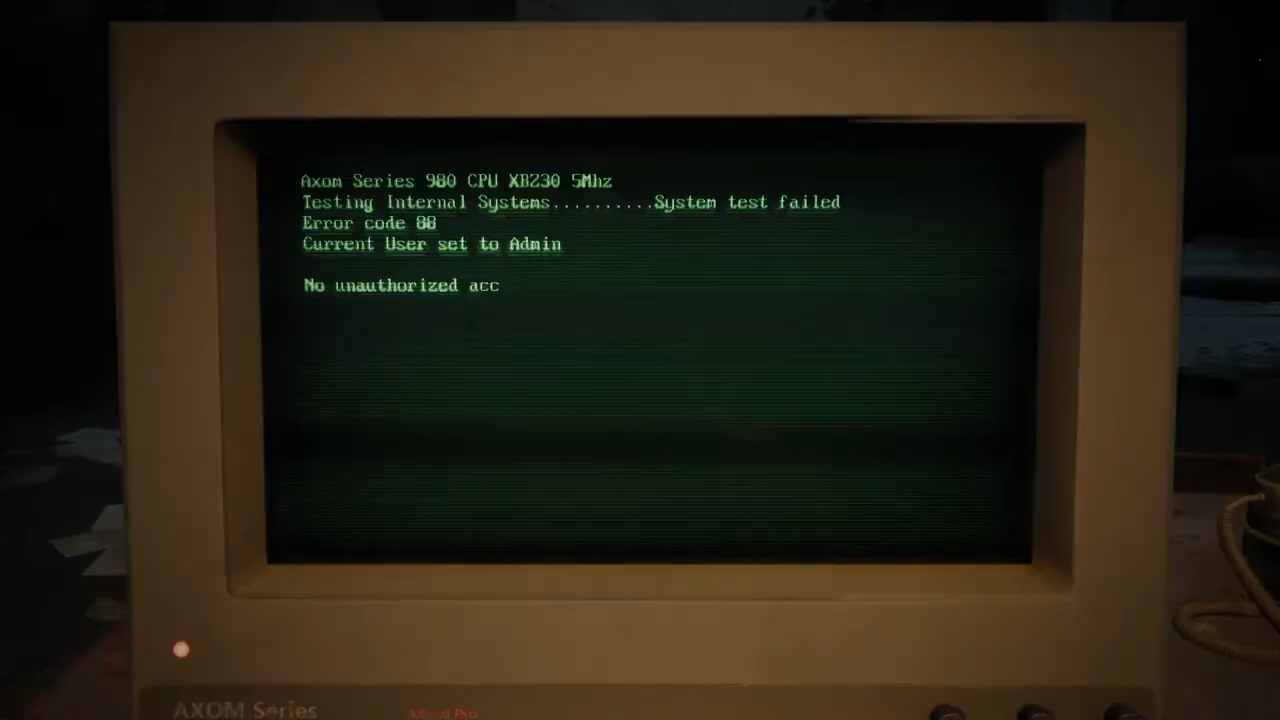 Axom Series 980 CPU XB230 5Mhz
Testing Internal Systems..........System test failed
Error code 88
Current User set to Admin
No unauthorized acc
AXOM Series